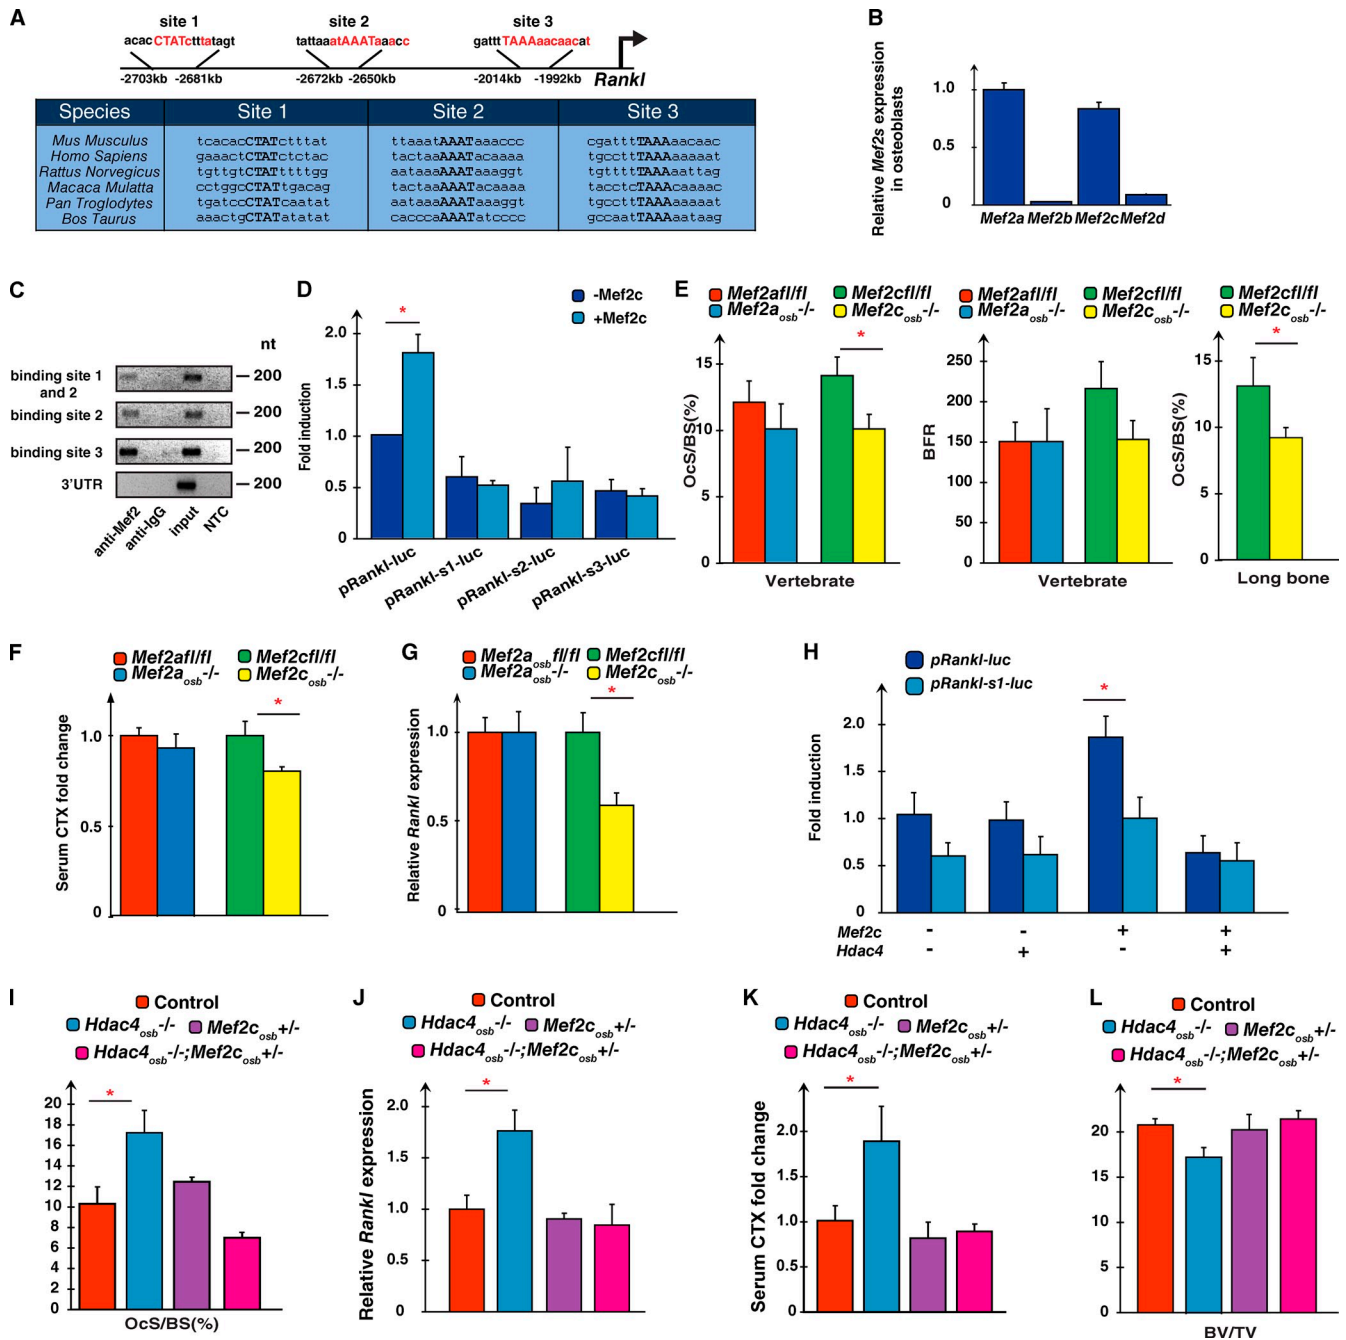 A
site 1 site 2 site 3
acacCTATctttatagt tattaaatAAATaaacc gatttTAAAaacaacat
-2703kb -2681kb -2672kb -2650kb -2014kb -1992kb Rankl
Species Site 1 Site 2 Site 3
Mus Musculus tcacacCTATctttat ttaaatAAATaaaccc cgattttTAAAaacaac
Homo Sapiens gaaactCTATctctac tactaaAAATacaaaa tgcctttTAAAaaaaat
Rattus Norvegicus tgttgtCTATtttttgg aataaaAAATaaaggt tgttttTAAAaattag
Macaca Mulatta cctggcCTATtgacag tactaaAAATacaaaa tacctcTAAAcaaaac
Pan Troglodytes tgatccCTATcaatat aataaaAAATaaaggt tgccttTAAAaaaaat
Bos Taurus aaactgCTATatatat cacccaAAATatcccc gccaatTAAAaataag
B
Relative Mef2s expression
in osteoblasts
1.0
0.5
0
Mef2a Mef2b Mef2c Mef2d
C
nt
binding site 1
and 2
200
binding site 2
200
binding site 3
200
3'UTR
200
anti-Mef2 anti-IgG input NTC
D
-Mef2c
+Mef2c
Fold induction
2.0
1.5
1.0
0.5
0
*
pRankl-luc pRankl-s1-luc pRankl-s2-luc pRankl-s3-luc
E
Mef2afl/fl Mef2cfl/fl
Mef2aosb-/- Mef2cosb-/-
OcS/BS(%)
15
10
5
0
*
Vertebrate
Mef2afl/fl Mef2cfl/fl
Mef2aosb-/- Mef2cosb-/-
BFR
250
200
150
100
50
0
Vertebrate
Mef2cfl/fl
Mef2cosb-/-
OcS/BS(%)
15
10
5
0
*
Long bone
F
Mef2afl/fl Mef2cfl/fl
Mef2aosb-/- Mef2cosb-/-
Serum CTX fold change
1.0
0.5
0
*
G
Mef2aosbfl/fl Mef2cfl/fl
Mef2aosb-/- Mef2cosb-/-
Relative Rankl expression
1.0
0.5
0
*
H
pRankl-luc
pRankl-s1-luc
Fold induction
2.0
1.5
1.0
0.5
0
*
Mef2c - - + +
Hdac4 - + - +
I
Control
Hdac4osb-/- Mef2cosb+/-
Hdac4osb-/-;Mef2cosb+/-
20
18
16
14
12
10
8
6
4
2
0
*
OcS/BS(%)
J
Control
Hdac4osb-/- Mef2cosb+/-
Hdac4osb-/-;Mef2cosb+/-
Relative Rankl expression
2.0
1.5
1.0
0.5
0
*
K
Control
Hdac4osb-/- Mef2cosb+/-
Hdac4osb-/-;Mef2cosb+/-
Serum CTX fold change
2.0
1.5
1.0
0.5
0
*
L
Control
Hdac4osb-/- Mef2cosb+/-
Hdac4osb-/-;Mef2cosb+/-
20
15
10
20
0
*
BV/TV